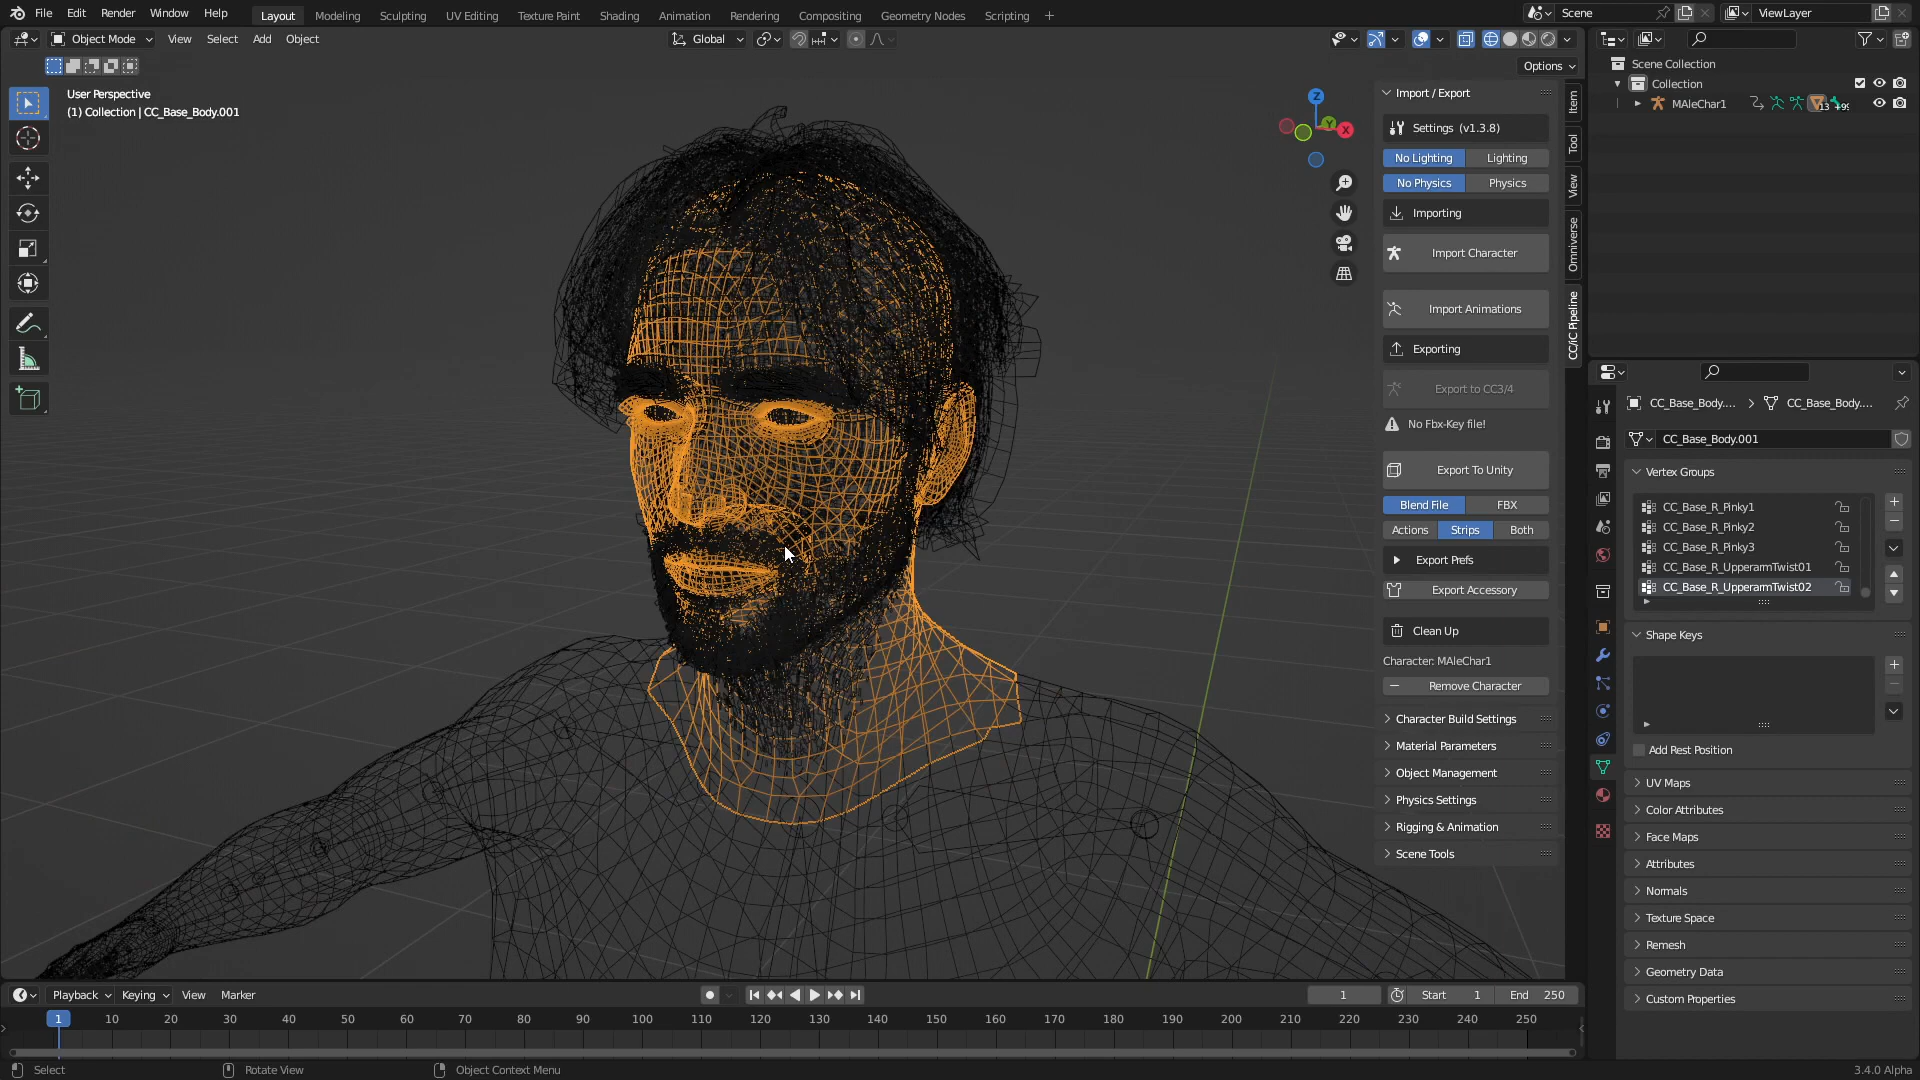 File Edit Render Window Help
Layout Modeling Sculpting UV Editing Texture Paint Shading Animation Rendering Compositing Geometry Nodes Scripting
Scene
ViewLayer
Object Mode View Select Add Object
Global
Options
User Perspective
(1) Collection | CC_Base_Body.001
Z
Y
X
Import / Export
Settings (v1.3.8)
No Lighting Lighting
No Physics Physics
Importing
Import Character
Import Animations
Exporting
Export to CC3/4
No Fbx-Key file!
Export To Unity
Blend File FBX
Actions Strips Both
Export Prefs
Export Accessory
Clean Up
Character: MAleChar1
Remove Character
Character Build Settings
Material Parameters
Object Management
Physics Settings
Rigging & Animation
Scene Tools
Item
Tool
View
Omniverse
CC/iC Pipeline
Scene Collection
Collection
MAleChar1
13
+99
CC_Base_Body.... CC_Base_Body....
CC_Base_Body.001
Vertex Groups
CC_Base_R_Pinky1
CC_Base_R_Pinky2
CC_Base_R_Pinky3
CC_Base_R_UpperarmTwist01
CC_Base_R_UpperarmTwist02
Shape Keys
Add Rest Position
UV Maps
Color Attributes
Face Maps
Attributes
Normals
Texture Space
Remesh
Geometry Data
Custom Properties
Playback Keying View Marker
1 Start 1 End 250
1 10 20 30 40 50 60 70 80 90 100 110 120 130 140 150 160 170 180 190 200 210 220 230 240 250
Select Rotate View Object Context Menu
3.4.0 Alpha